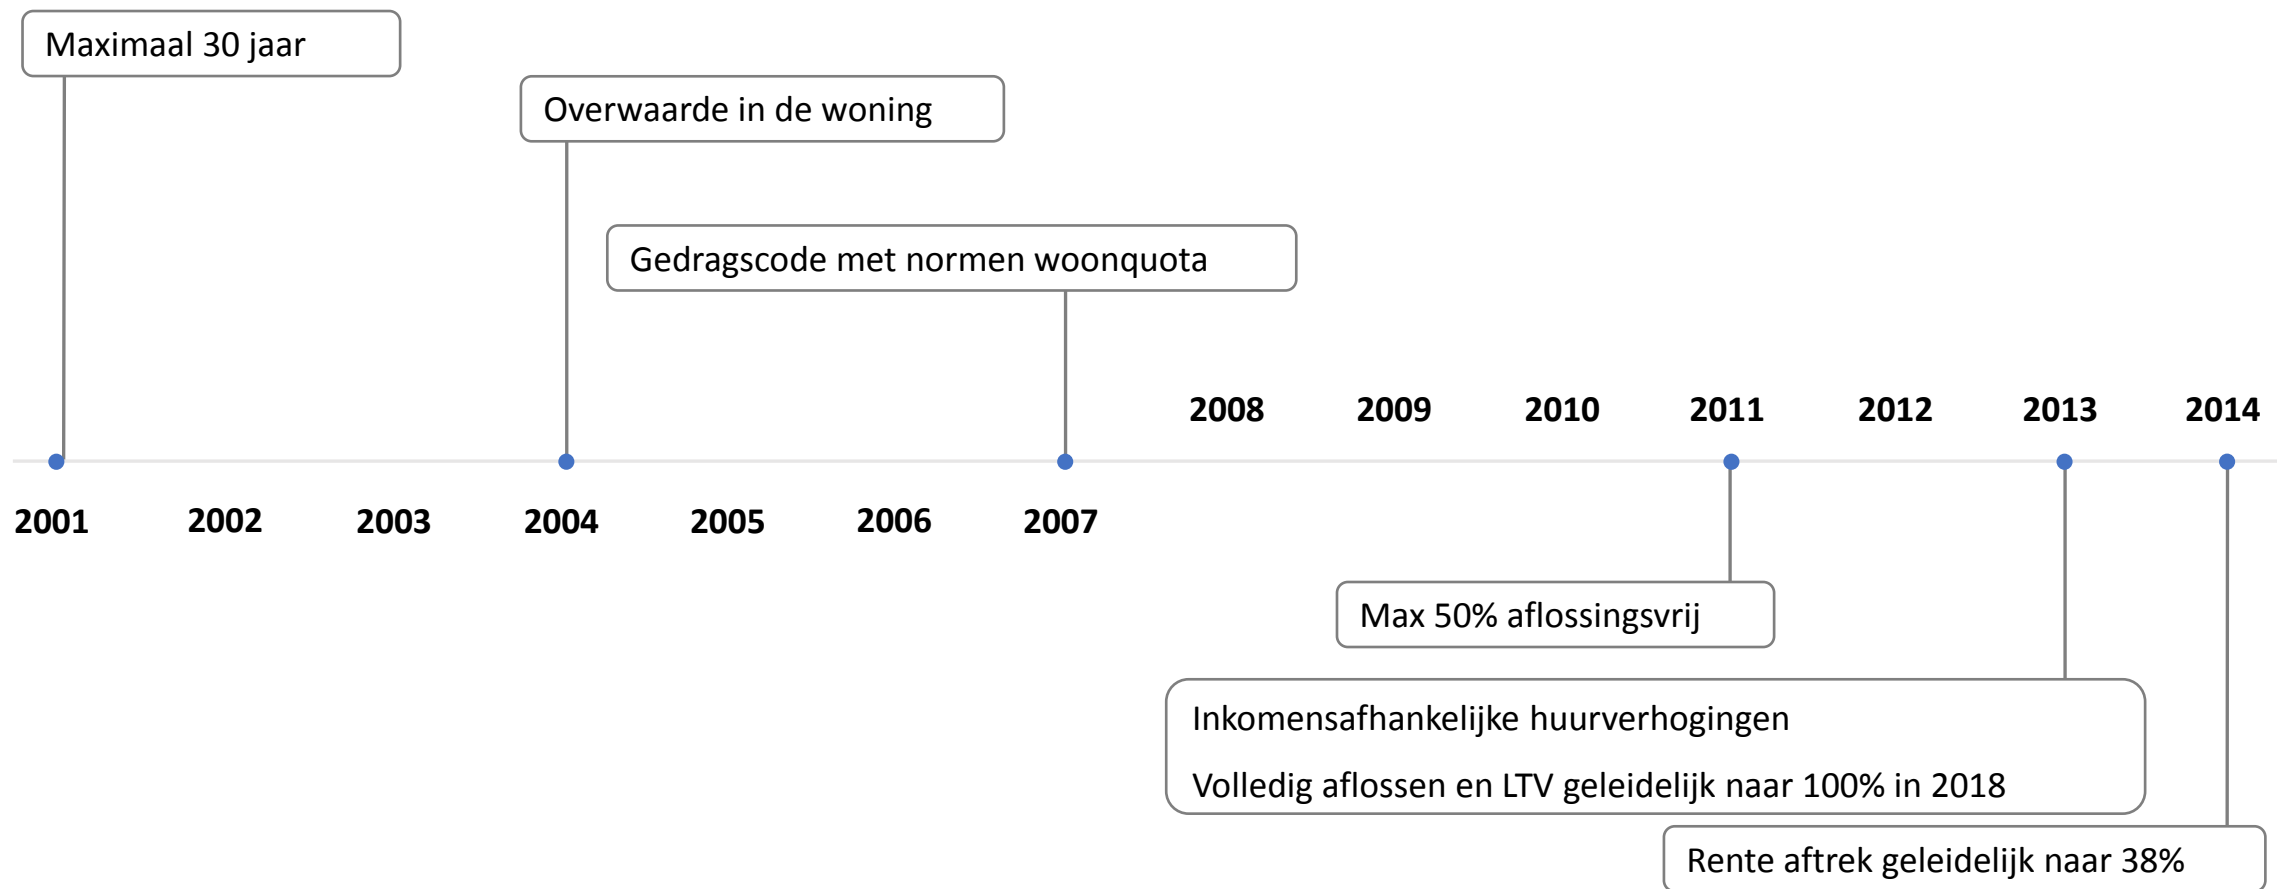 Maximaal 30 jaar
Overwaarde in de woning
Gedragscode met normen woonquota
2008 2009 2010 2011 2012 2013 2014
2001 2002 2003 2004 2005 2006 2007
Max 50% aflossingsvrij
Inkomensafhankelijke huurverhogingen
Volledig aflossen en LTV geleidelijk naar 100% in 2018
Rente aftrek geleidelijk naar 38%